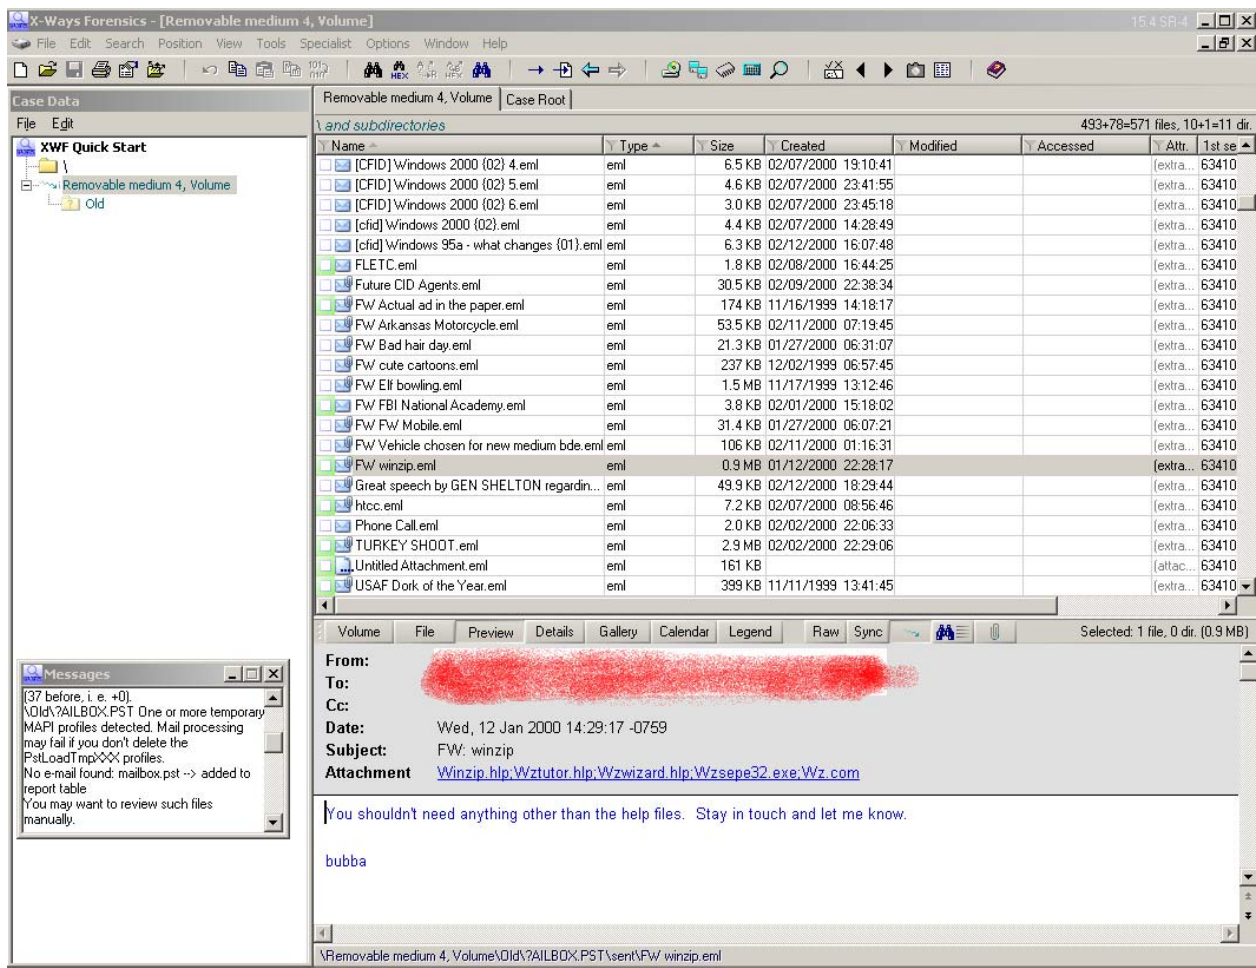 X-Ways Forensics - [Removable medium 4, Volume] 15.4 SR-4
File Edit Search Position View Tools Specialist Options Window Help
Case Data
File Edit
XWF Quick Start
\
Removable medium 4, Volume
Old
Removable medium 4, Volume Case Root
\ and subdirectories 493+78=571 files, 10+1=11 dir.
Name Type Size Created Modified Accessed Attr. 1st se
[CFID] Windows 2000 {02} 4.eml eml 6.5 KB 02/07/2000 19:10:41 (extra... 63410
[CFID] Windows 2000 {02} 5.eml eml 4.6 KB 02/07/2000 23:41:55 (extra... 63410
[CFID] Windows 2000 {02} 6.eml eml 3.0 KB 02/07/2000 23:45:18 (extra... 63410
[cfid] Windows 2000 {02}.eml eml 4.4 KB 02/07/2000 14:28:49 (extra... 63410
[cfid] Windows 95a - what changes {01}.eml eml 6.3 KB 02/12/2000 16:07:48 (extra... 63410
FLETC.eml eml 1.8 KB 02/08/2000 16:44:25 (extra... 63410
Future CID Agents.eml eml 30.5 KB 02/09/2000 22:38:34 (extra... 63410
FW Actual ad in the paper.eml eml 174 KB 11/16/1999 14:18:17 (extra... 63410
FW Arkansas Motorcycle.eml eml 53.5 KB 02/11/2000 07:19:45 (extra... 63410
FW Bad hair day.eml eml 21.3 KB 01/27/2000 06:31:07 (extra... 63410
FW cute cartoons.eml eml 237 KB 12/02/1999 06:57:45 (extra... 63410
FW Elf bowling.eml eml 1.5 MB 11/17/1999 13:12:46 (extra... 63410
FW FBI National Academy.eml eml 3.8 KB 02/01/2000 15:18:02 (extra... 63410
FW FW Mobile.eml eml 31.4 KB 01/27/2000 06:07:21 (extra... 63410
FW Vehicle chosen for new medium bde.eml eml 106 KB 02/11/2000 01:16:31 (extra... 63410
FW winzip.eml eml 0.9 MB 01/12/2000 22:28:17 (extra... 63410
Great speech by GEN SHELTON regardin... eml 49.9 KB 02/12/2000 18:29:44 (extra... 63410
htcc.eml eml 7.2 KB 02/07/2000 08:56:46 (extra... 63410
Phone Call.eml eml 2.0 KB 02/02/2000 22:06:33 (extra... 63410
TURKEY SHOOT.eml eml 2.9 MB 02/02/2000 22:29:06 (extra... 63410
Untitled Attachment.eml eml 161 KB (attac... 63410
USAF Dork of the Year.eml eml 399 KB 11/11/1999 13:41:45 (extra... 63410
Volume File Preview Details Gallery Calendar Legend Raw Sync Selected: 1 file, 0 dir. (0.9 MB)
From:
To:
Cc:
Date: Wed, 12 Jan 2000 14:29:17 -0759
Subject: FW: winzip
Attachment Winzip.hlp;Wztutor.hlp;Wzwizard.hlp;Wzsepe32.exe;Wz.com
You shouldn't need anything other than the help files. Stay in touch and let me know.
bubba
Messages
(37 before, i. e. +0).
\Old\?AILBOX.PST One or more temporary
MAPI profiles detected. Mail processing
may fail if you don't delete the
PstLoadTmpXXX profiles.
No e-mail found: mailbox.pst --> added to
report table
You may want to review such files
manually.
\Removable medium 4, Volume\Old\?AILBOX.PST\sent\FW winzip.eml